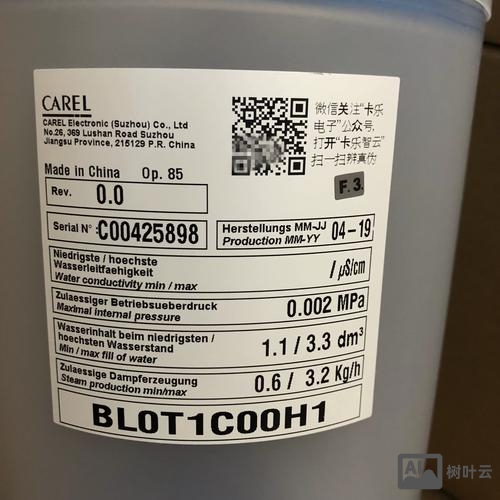 CAREL
CAREL Electronic (Suzhou) Co., Ltd
No.26, 369 Lushan Road Suzhou
Jiangsu Province, 215129 P.R. China
微信关注“卡乐
电子”公众号,
打开“卡乐智云”
扫一扫辨真伪
Made in China Op. 85
F. 3.
Rev. 0.0
Serial N° :C00425898
Herstellungs MM-JJ
Production MM-YY 04-19
Niedrigste / hoechste
Wasserleitfaehigkeit
Water conductivity min / max
/ µS/cm
Zulaessiger Betriebsueberdruck
Maximal internal pressure
0.002 MPa
Wasserinhalt beim niedrigsten /
hoechsten Wasserstand
Min / max fill of water
1.1 / 3.3 dm³
Zulaessige Dampferzeugung
Steam production min/max
0.6 / 3.2 Kg/h
BL0T1C00H1
AI
树叶云